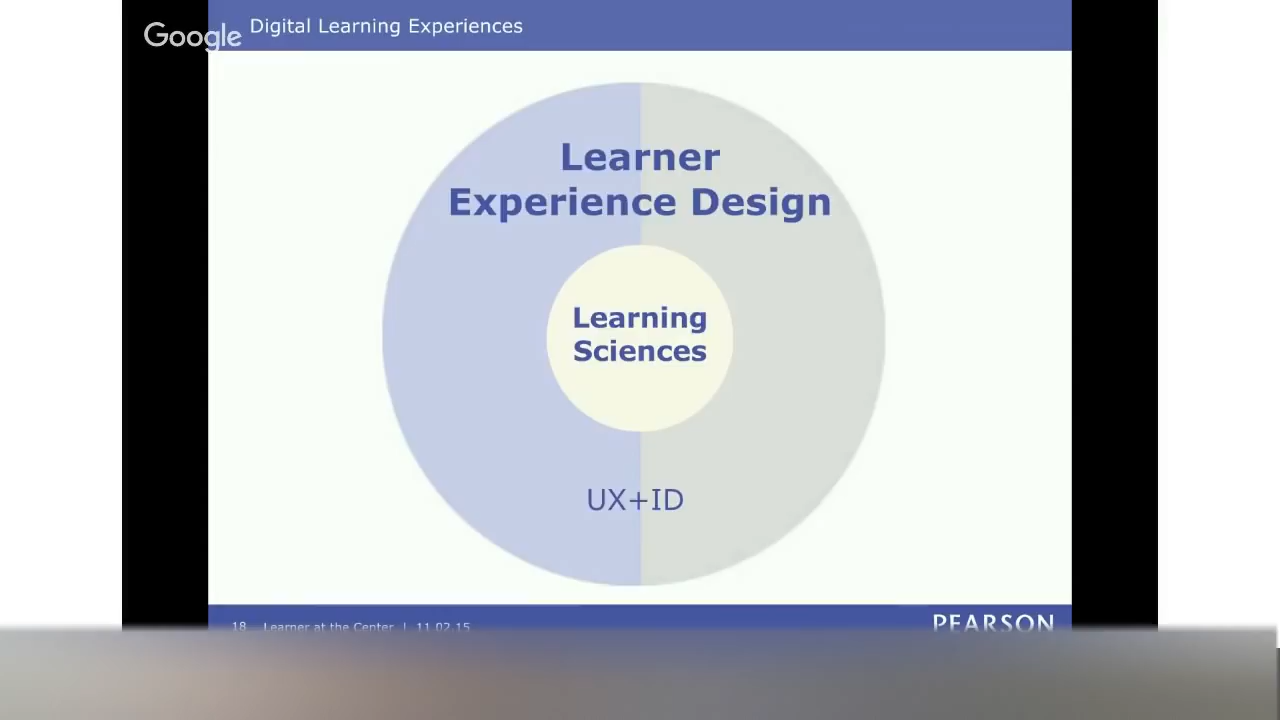 Google
Digital Learning Experiences
Learner
Experience Design
Learning
Sciences
UX+ID
18 Learner at the Center | 11.02.15
PEARSON